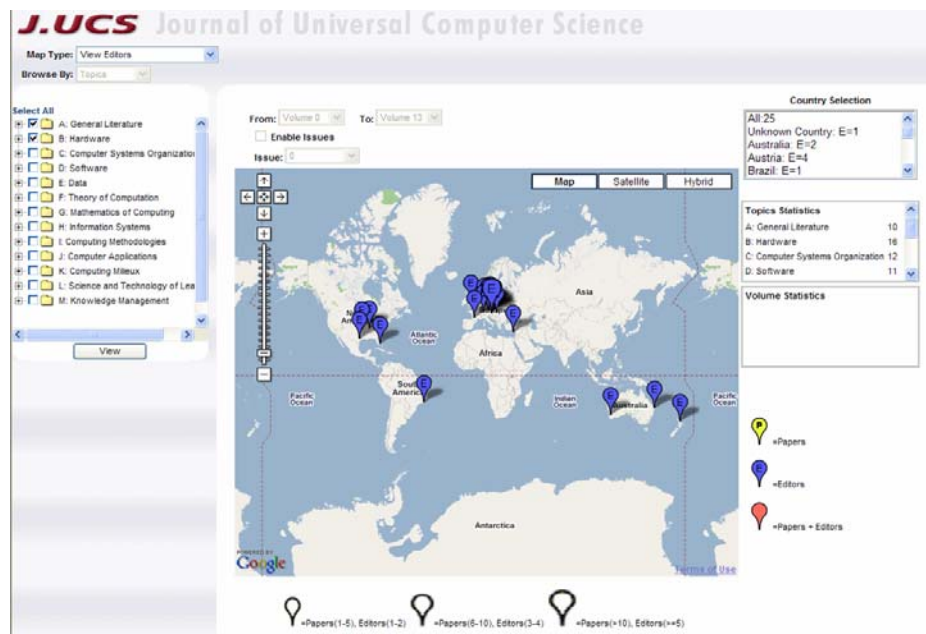 J.UCS Journal of Universal Computer Science
Map Type: View Editors
Browse By: Topics
Select All
A: General Literature
B: Hardware
C: Computer Systems Organization
D: Software
E: Data
F: Theory of Computation
G: Mathematics of Computing
H: Information Systems
I: Computing Methodologies
J: Computer Applications
K: Computing Milieux
L: Science and Technology of Lea
M: Knowledge Management
View
From: Volume 0 To: Volume 13
Enable Issues
Issue: 0
Map Satellite Hybrid
Asia
Atlantic
Ocean
Africa
South
America
Pacific
Ocean
Indian
Ocean
Australia
Pacific
Ocean
Antarctica
POWERED BY
Google
Terms of Use
Country Selection
All:25
Unknown Country: E=1
Australia: E=2
Austria: E=4
Brazil: E=1
Topics Statistics
A: General Literature 10
B: Hardware 16
C: Computer Systems Organization 12
D: Software 11
Volume Statistics
P =Papers
E =Editors
=Papers + Editors
=Papers(1-5), Editors(1-2) =Papers(6-10), Editors(3-4) =Papers(>10), Editors(>=5)